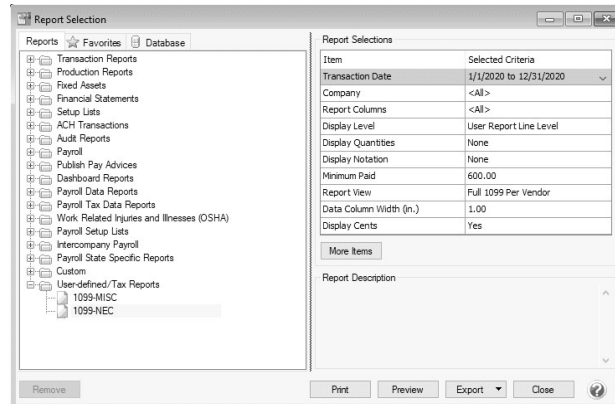 Report Selection
Reports Favorites Database
Transaction Reports
Production Reports
Fixed Assets
Financial Statements
Setup Lists
ACH Transactions
Audit Reports
Payroll
Publish Pay Advices
Dashboard Reports
Payroll Data Reports
Payroll Tax Data Reports
Work Related Injuries and Illnesses (OSHA)
Payroll Setup Lists
Intercompany Payroll
Payroll State Specific Reports
Custom
User-defined/Tax Reports
1099-MISC
1099-NEC
Remove
Report Selections
Item Selected Criteria
Transaction Date 1/1/2020 to 12/31/2020
Company <All>
Report Columns <All>
Display Level User Report Line Level
Display Quantities None
Display Notation None
Minimum Paid 600.00
Report View Full 1099 Per Vendor
Data Column Width (in.) 1.00
Display Cents Yes
More Items
Report Description
Print Preview Export Close ?